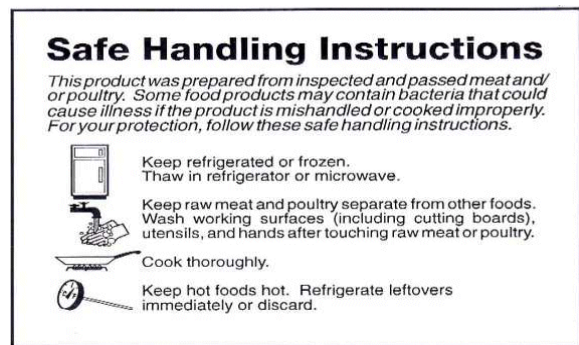 Safe Handling Instructions
This product was prepared from inspected and passed meat and/
or poultry. Some food products may contain bacteria that could
cause illness if the product is mishandled or cooked improperly.
For your protection, follow these safe handling instructions.
Keep refrigerated or frozen.
Thaw in refrigerator or microwave.
Keep raw meat and poultry separate from other foods.
Wash working surfaces (including cutting boards),
utensils, and hands after touching raw meat or poultry.
Cook thoroughly.
Keep hot foods hot. Refrigerate leftovers
immediately or discard.